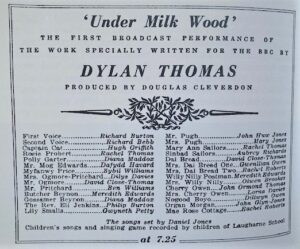 'Under Milk Wood'
THE FIRST BROADCAST PERFORMANCE OF
THE WORK SPECIALLY WRITTEN FOR THE BBC BY
DYLAN THOMAS
PRODUCED BY DOUGLAS CLEVERDON
First Voice Richard Burton
Second Voice Richard Bebb
Captain Cat Hugh Griffith
Rosie Probert Rachel Thomas
Polly Garter Diana Maddox
Mr. Mog Edwards Dafydd Havard
Myfanwy Price Sybil Williams
Mrs. Ogmore-Pritchard Dilys Davies
Mr. Ogmore David Close-Thomas
Mr. Pritchard Ben Williams
Butcher Beynon Meredith Edwards
Gossamer Beynon Diana Maddox
The Rev. Eli Jenkins Philip Burton
Lily Smalls Gwyneth Petty
Mr. Pugh John Huw Jones
Mrs. Pugh Mary Jones
Mary Ann Sailors Rachel Thomas
Sinbad Sailors Aubrey Richards
Dai Bread David Close-Thomas
Mrs. Dai Bread One Gwenllian Owen
Mrs. Dai Bread Two Rachel Roberts
Willy Nilly Postman Meredith Edwards
Mrs. Willy Nilly Olwen Brookes
Cherry Owen John Ormond Thomas
Mrs. Cherry Owen Lorna Davies
Nogood Boyo Dillwyn Owen
Organ Morgan
Mae Rose Cottage Rachel Roberts
The songs set by Daniel Jones
Children's songs and singing game recorded by children of Laugharne School
at 7.25